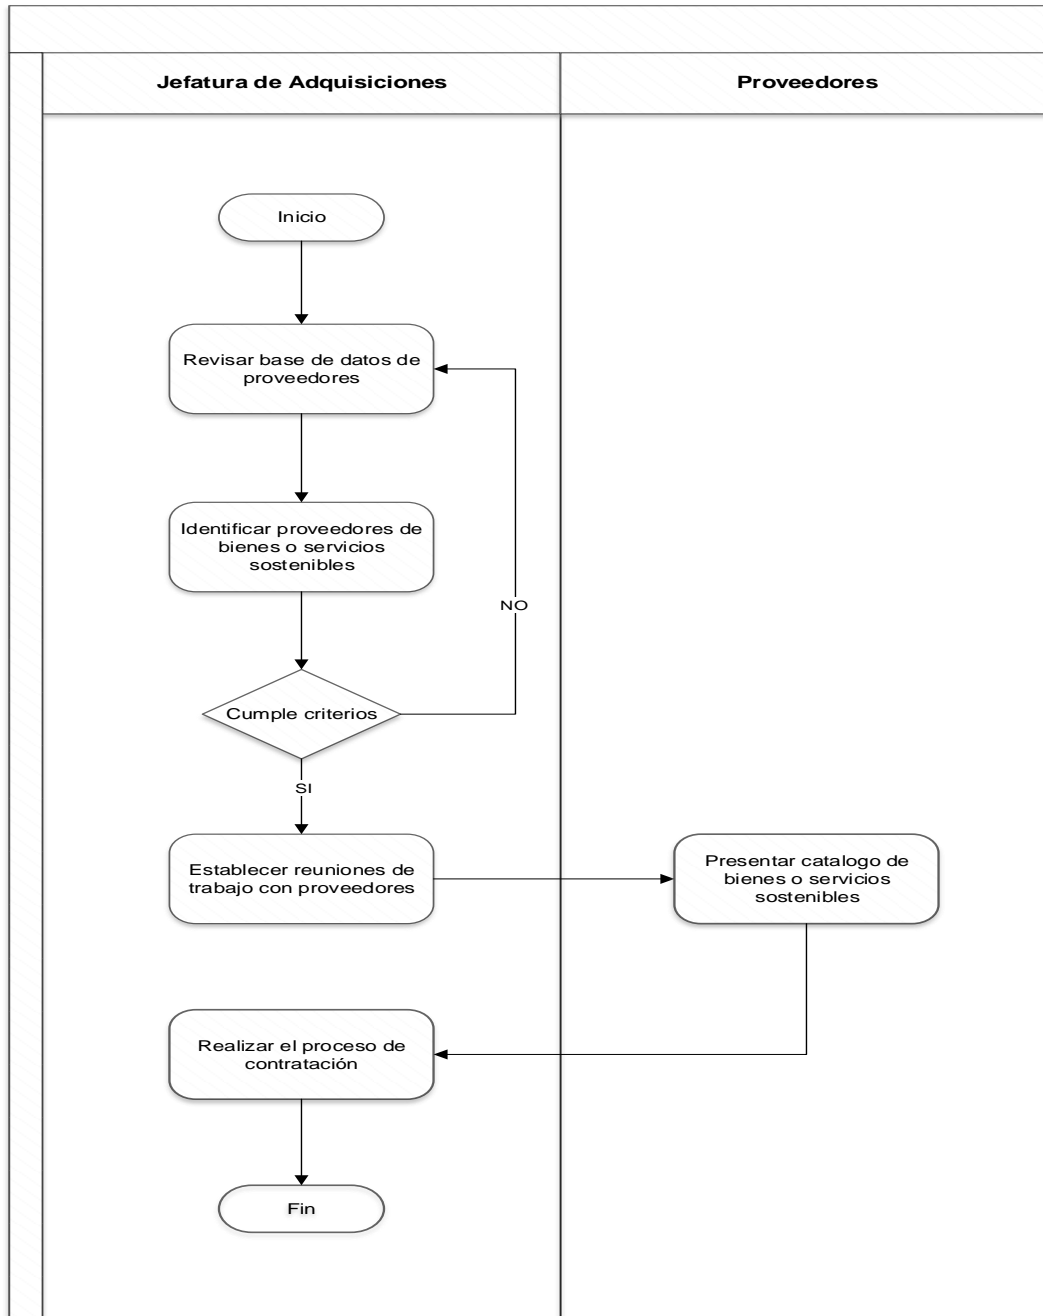 Jefatura de Adquisiciones
Proveedores
Inicio
Revisar base de datos de
proveedores
Identificar proveedores de
bienes o servicios
sostenibles
NO
Cumple criterios
SI
Establecer reuniones de
trabajo con proveedores
Presentar catalogo de
bienes o servicios
sostenibles
Realizar el proceso de
contratación
Fin